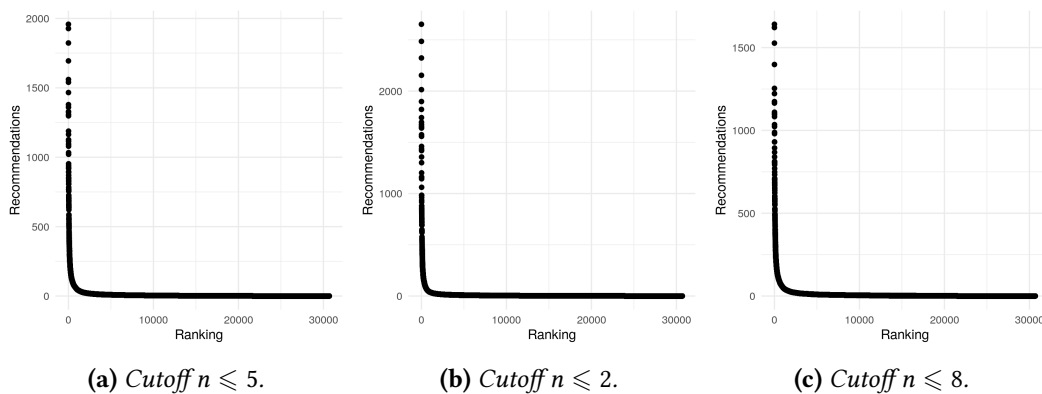 2000
1500
1000
500
0
Recommendations
0 10000 20000 30000
Ranking
(a) Cutoff n ⩽ 5.
2000
1000
0
Recommendations
0 10000 20000 30000
Ranking
(b) Cutoff n ⩽ 2.
1500
1000
500
0
Recommendations
0 10000 20000 30000
Ranking
(c) Cutoff n ⩽ 8.